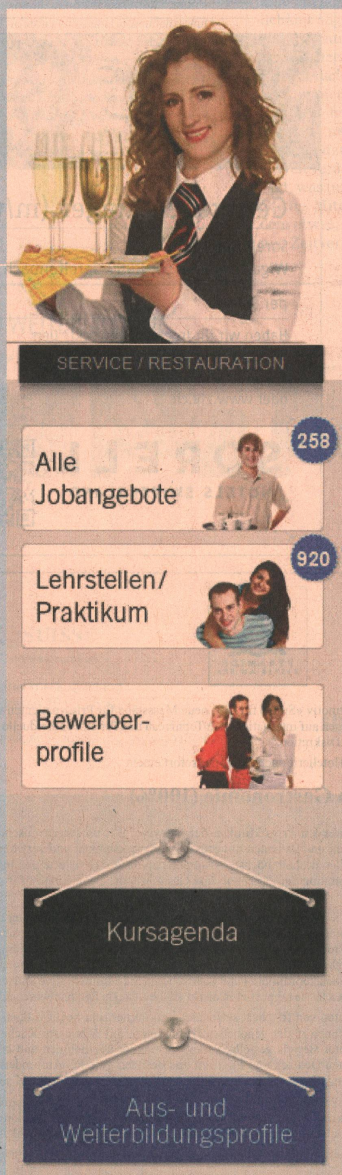 SERVICE / RESTAURATION
258
Alle
Jobangebote
920
Lehrstellen/
Praktikum
Bewerber-
profile
Kursagenda
Aus- und
Weiterbildungsprofile